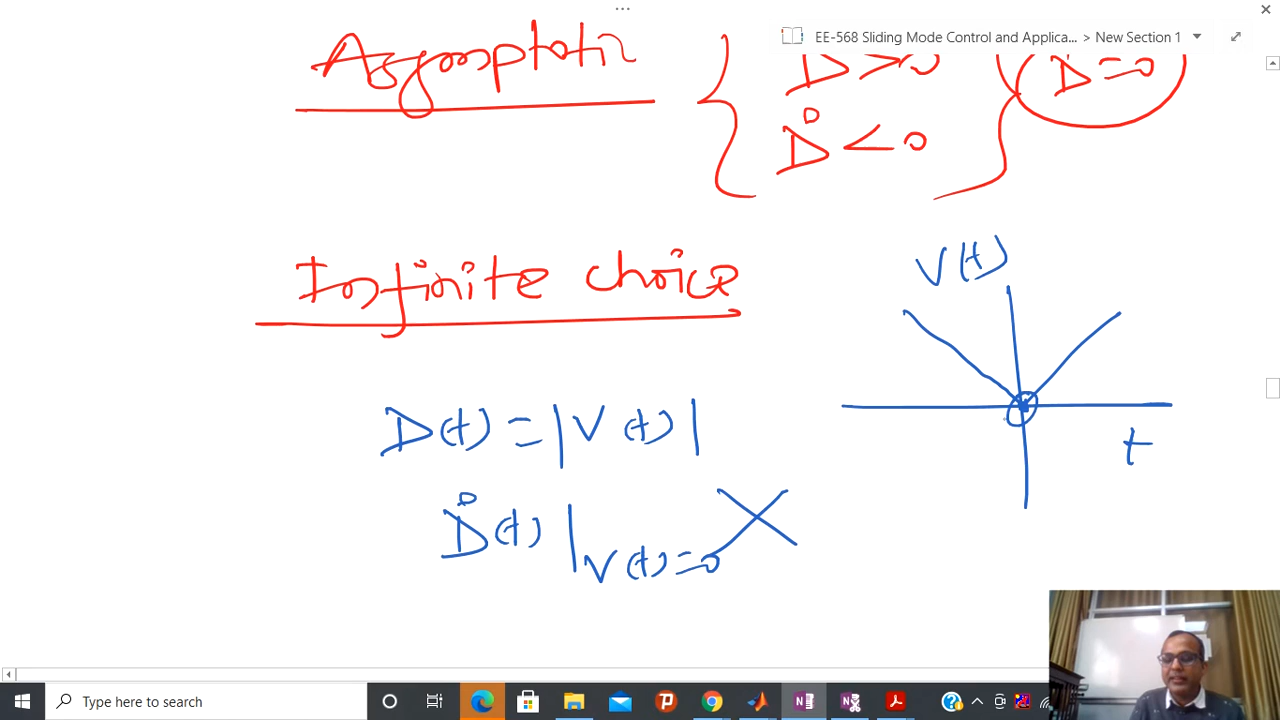 EE-568 Sliding Mode Control and Applica... > New Section 1
Asymptotic { D > 0 } D = 0
Ḋ < 0
Infinite choice
V(t)
D(t) = |V(t)|
t
Ḋ(t) |V(t)=0
Type here to search